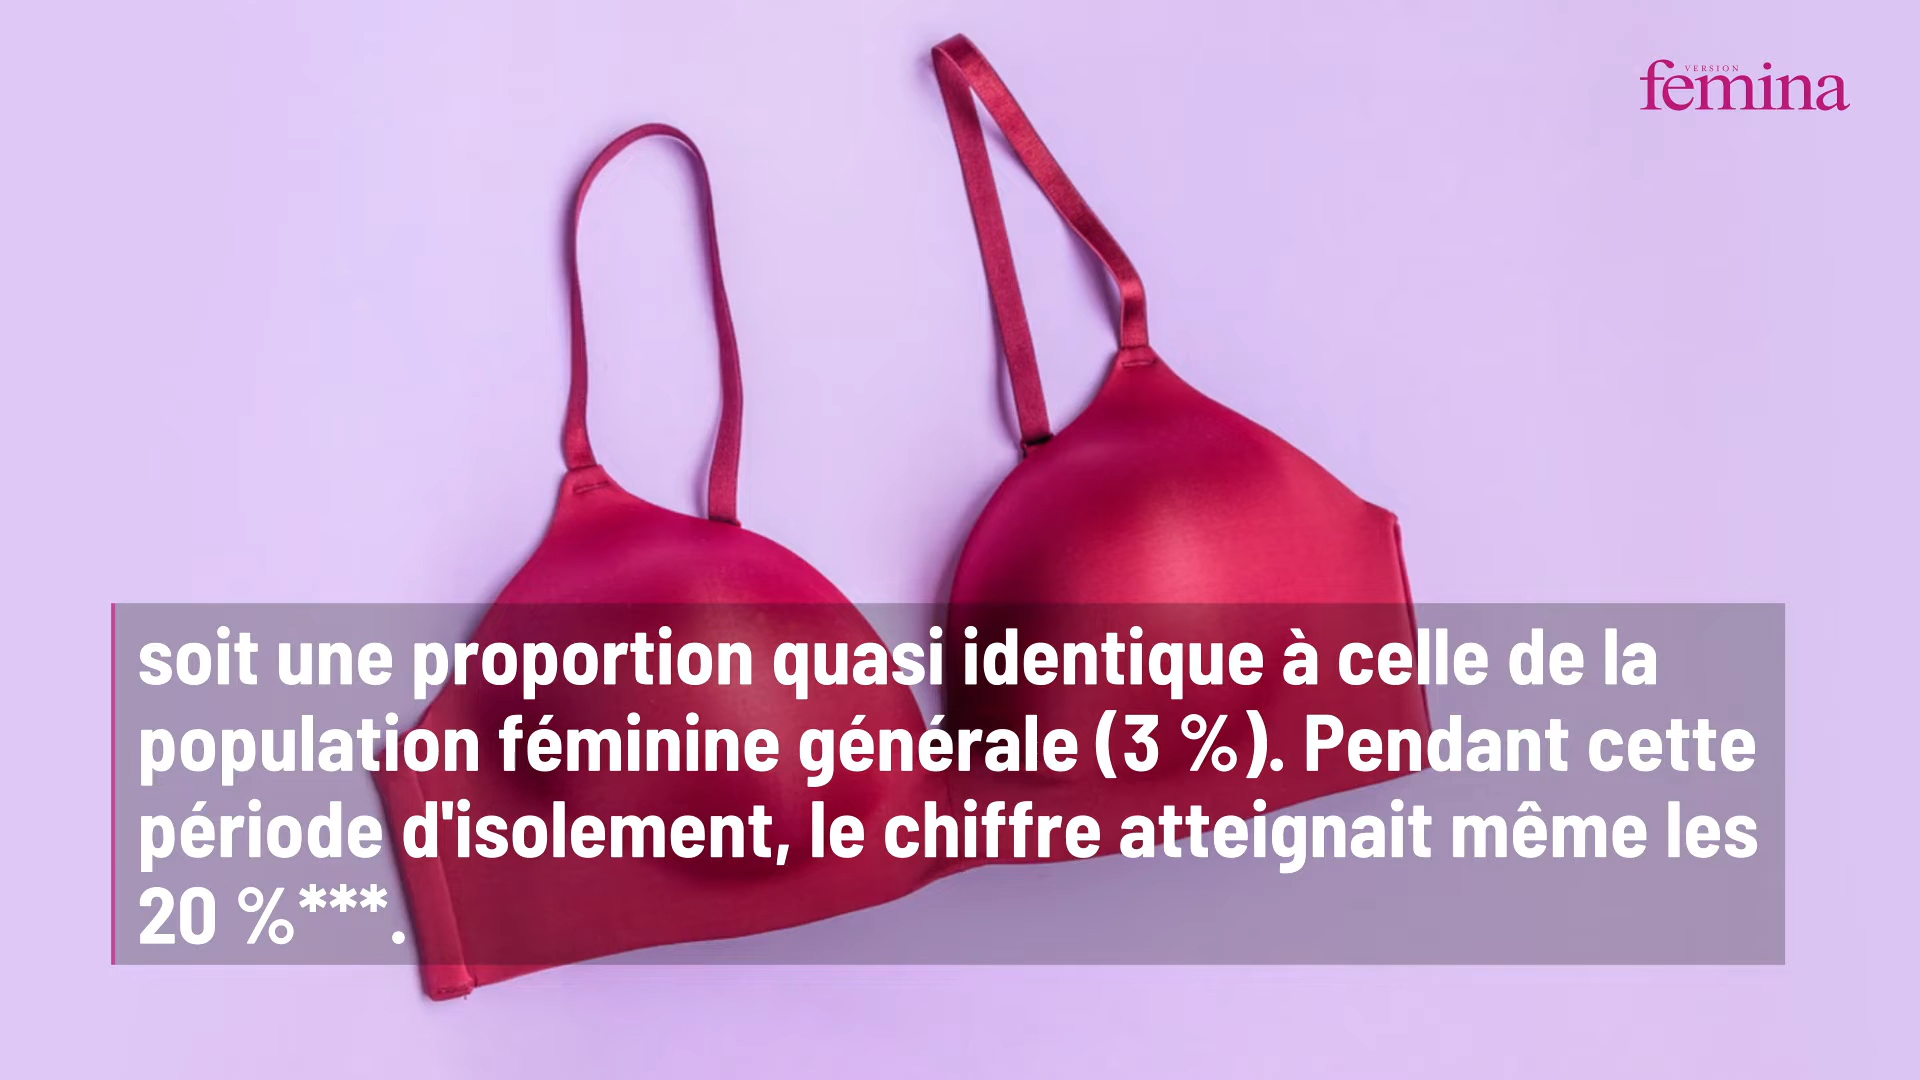 VERSION
femina
soit une proportion quasi identique à celle de la
population féminine générale (3 %). Pendant cette
période d'isolement, le chiffre atteignait même les
20 %***.